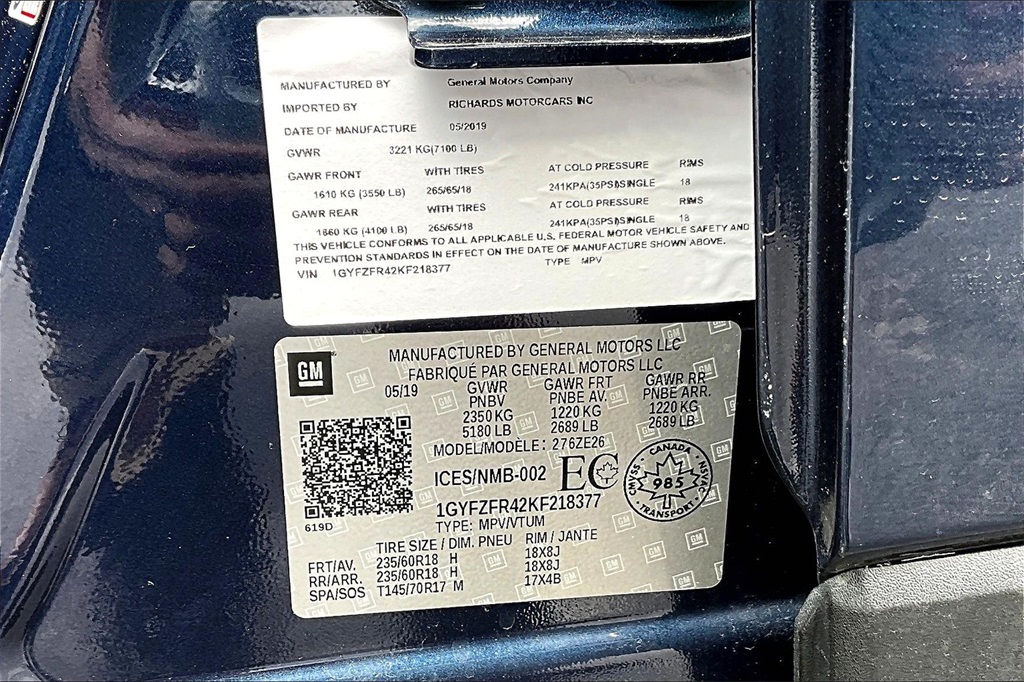 MANUFACTURED BY General Motors Company
IMPORTED BY RICHARDS MOTORCARS INC
DATE OF MANUFACTURE 05/2019
GVWR 3221 KG(7100 LB)
GAWR FRONT WITH TIRES AT COLD PRESSURE RIMS
1610 KG (3550 LB) 265/65/18 241KPA(35PSI)SINGLE 18
GAWR REAR WITH TIRES AT COLD PRESSURE RIMS
1860 KG (4100 LB) 265/65/18 241KPA(35PSI)SINGLE 18
THIS VEHICLE CONFORMS TO ALL APPLICABLE U.S. FEDERAL MOTOR VEHICLE SAFETY AND
PREVENTION STANDARDS IN EFFECT ON THE DATE OF MANUFACTURE SHOWN ABOVE.
VIN 1GYFZFR42KF218377 TYPE MPV
GM
MANUFACTURED BY GENERAL MOTORS LLC
FABRIQUÉ PAR GENERAL MOTORS LLC
05/19 GVWR GAWR FRT GAWR RR
PNBV PNBE AV. PNBE ARR.
2350 KG 1220 KG 1220 KG
5180 LB 2689 LB 2689 LB
MODEL/MODÈLE: 276ZE26
ICES/NMB-002 EC
CANADA
CMVSS NSVAC
985
TRANSPORT
1GYFZFR42KF218377
619D
TYPE: MPV/VTUM
TIRE SIZE / DIM. PNEU RIM / JANTE
FRT/AV. 235/60R18 H 18X8J
RR/ARR. 235/60R18 H 18X8J
SPA/SOS T145/70R17 M 17X4B